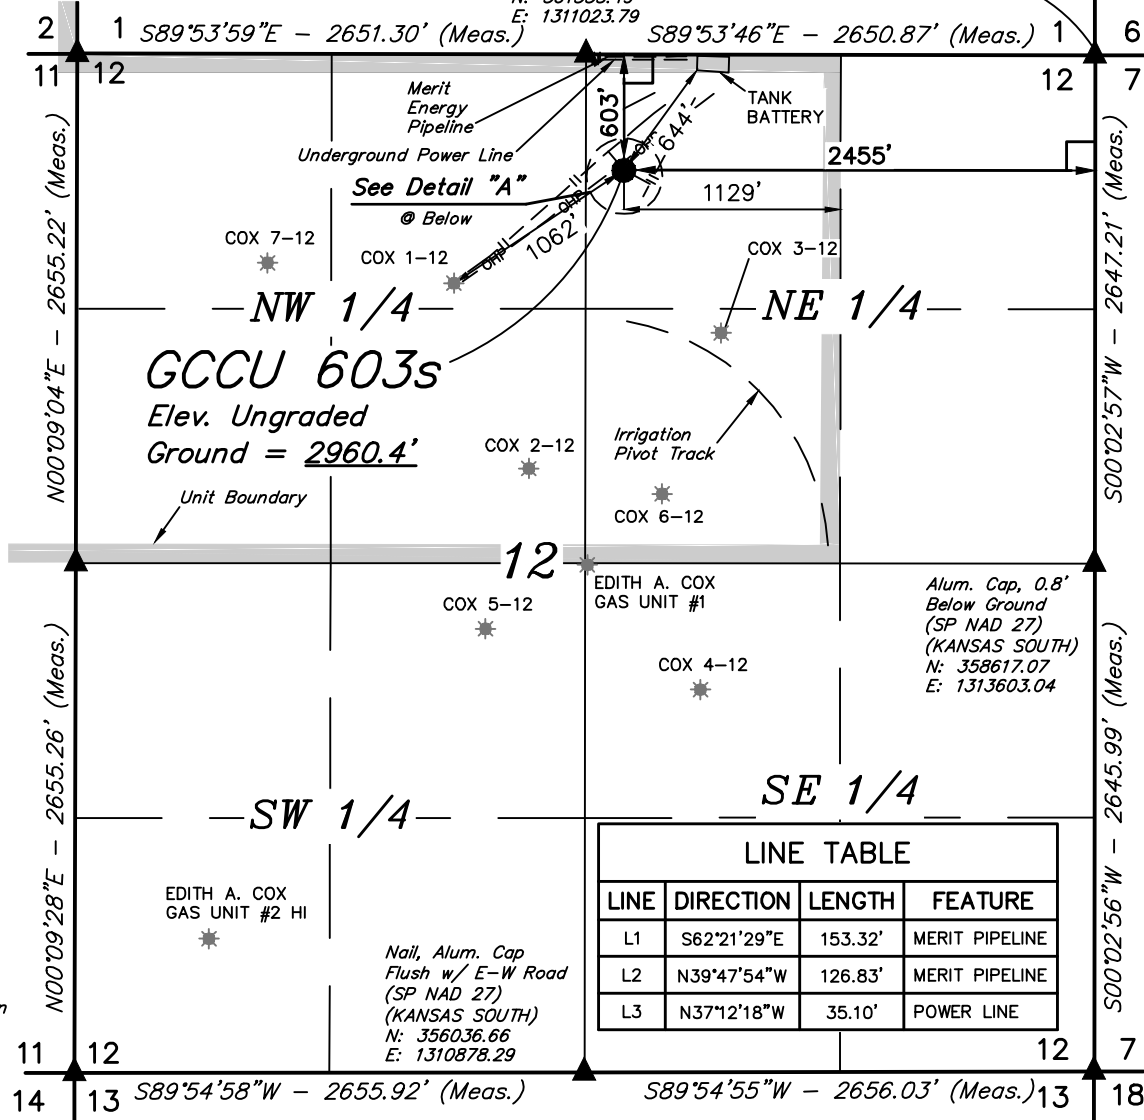 E: 1311023.79
2 1 S89°53'59"E – 2651.30' (Meas.) S89°53'46"E – 2650.87' (Meas.) 1 6
11 12 12 7
Merit
Energy
Pipeline
Underground Power Line
See Detail "A"
@ Below
603'
644'
TANK
BATTERY
2455'
1129'
1062'
OHP
OHP
N00°09'04"E – 2655.22' (Meas.)
S00°02'57"W – 2647.21' (Meas.)
COX 7-12
COX 1-12
COX 3-12
NW 1/4
NE 1/4
GCCU 603s
Elev. Ungraded
Ground = 2960.4'
Unit Boundary
COX 2-12
Irrigation
Pivot Track
COX 6-12
12
EDITH A. COX
GAS UNIT #1
COX 5-12
COX 4-12
Alum. Cap, 0.8'
Below Ground
(SP NAD 27)
(KANSAS SOUTH)
N: 358617.07
E: 1313603.04
N00°09'28"E – 2655.26' (Meas.)
S00°02'56"W – 2645.99' (Meas.)
SW 1/4
SE 1/4
EDITH A. COX
GAS UNIT #2 HI
Nail, Alum. Cap
Flush w/ E-W Road
(SP NAD 27)
(KANSAS SOUTH)
N: 356036.66
E: 1310878.29
LINE TABLE
LINE DIRECTION LENGTH FEATURE
L1 S62°21'29"E 153.32' MERIT PIPELINE
L2 N39°47'54"W 126.83' MERIT PIPELINE
L3 N37°12'18"W 35.10' POWER LINE
11 12 12 7
14 13 S89°54'58"W – 2655.92' (Meas.) S89°54'55"W – 2656.03' (Meas.) 13 18